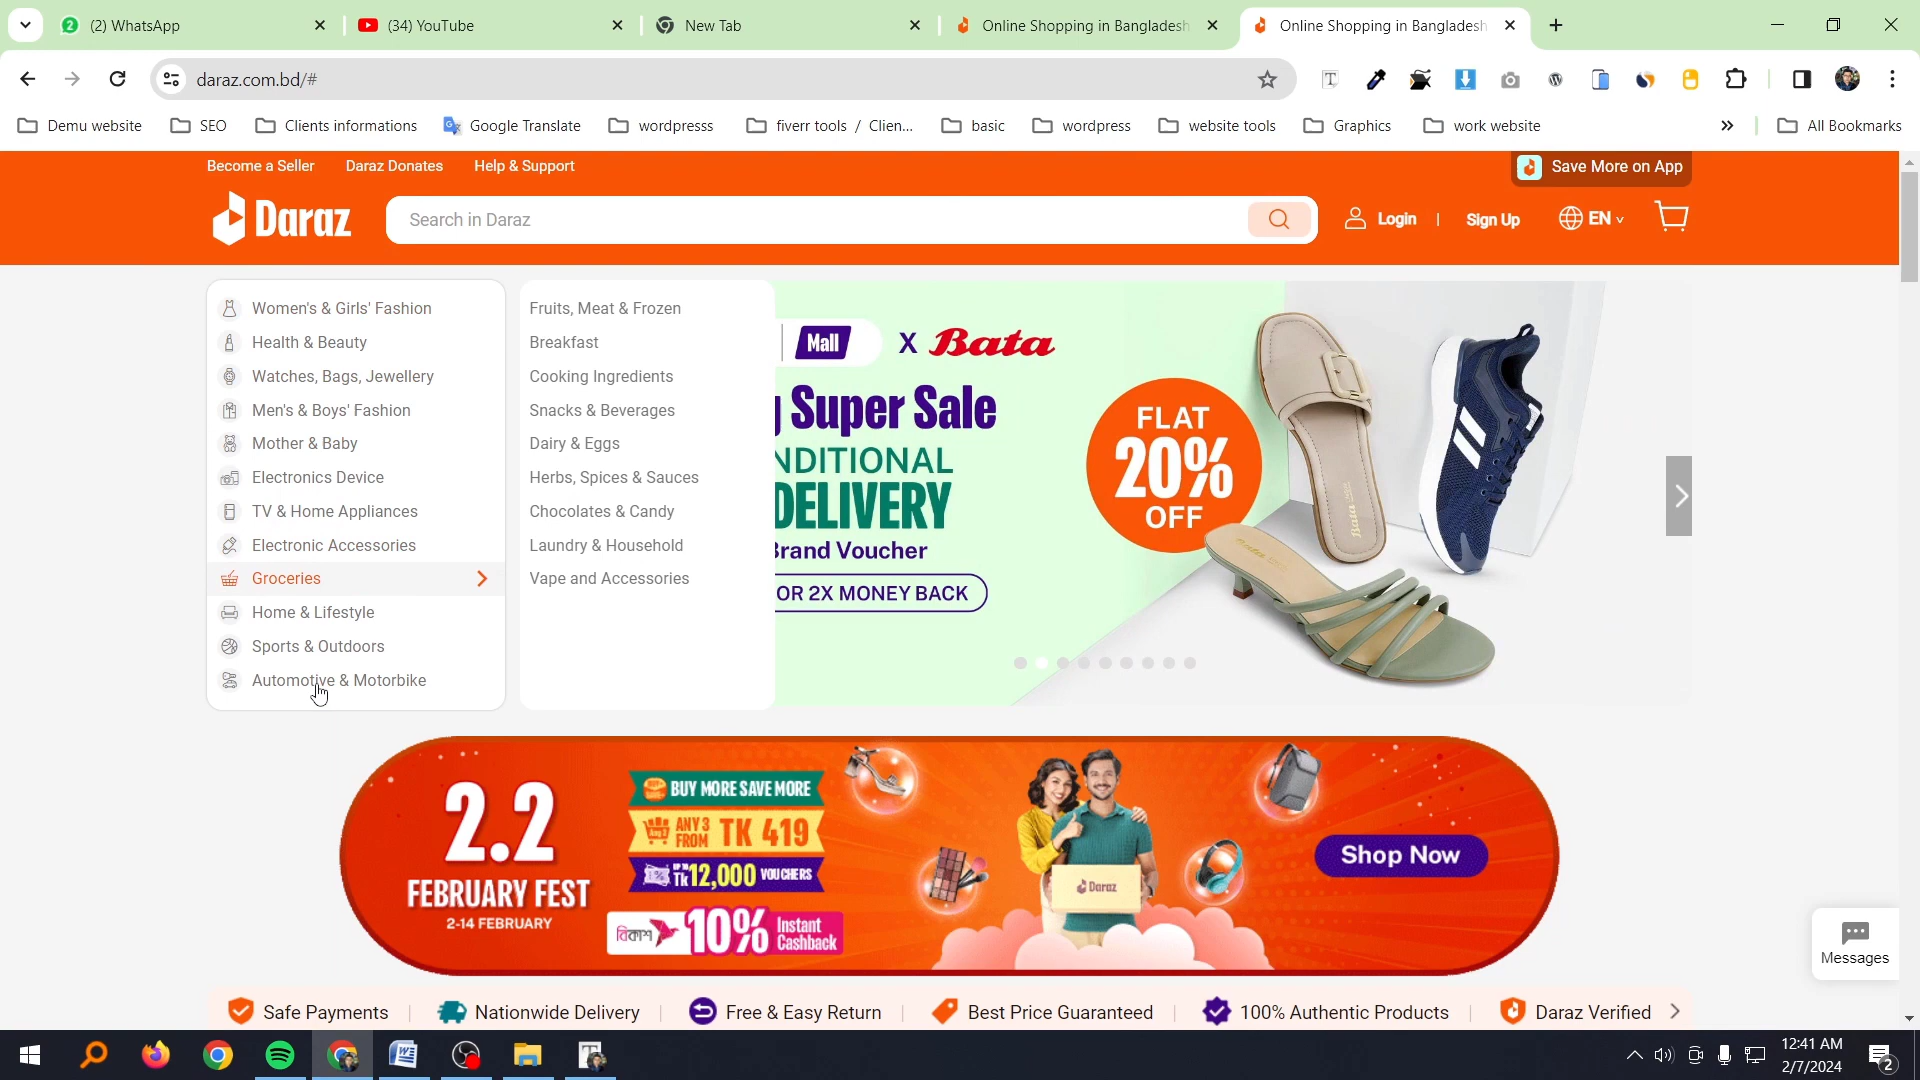 (2) WhatsApp
(34) YouTube
New Tab
Online Shopping in Bangladesh
Online Shopping in Bangladesh
daraz.com.bd/#
Demu website
SEO
Clients informations
Google Translate
wordpresss
fiverr tools / Clien...
basic
wordpress
website tools
Graphics
work website
»
All Bookmarks
Become a Seller
Daraz Donates
Help & Support
Save More on App
Daraz
Search in Daraz
Login
|
Sign Up
EN
Women's & Girls' Fashion
Health & Beauty
Watches, Bags, Jewellery
Men's & Boys' Fashion
Mother & Baby
Electronics Device
TV & Home Appliances
Electronic Accessories
Groceries
Home & Lifestyle
Sports & Outdoors
Automotive & Motorbike
Fruits, Meat & Frozen
Breakfast
Cooking Ingredients
Snacks & Beverages
Dairy & Eggs
Herbs, Spices & Sauces
Chocolates & Candy
Laundry & Household
Vape and Accessories
Mall X Bata
Super Sale
NDITIONAL
DELIVERY
Brand Voucher
OR 2X MONEY BACK
FLAT
20%
OFF
Bata
2.2
FEBRUARY FEST
2-14 FEBRUARY
BUY MORE SAVE MORE
ANY 3
FROM TK 419
Tk12,000 VOUCHERS
বিকাশ 10% Instant
Cashback
Daraz
Shop Now
Messages
Safe Payments
Nationwide Delivery
Free & Easy Return
Best Price Guaranteed
100% Authentic Products
Daraz Verified
12:41 AM
2/7/2024
2